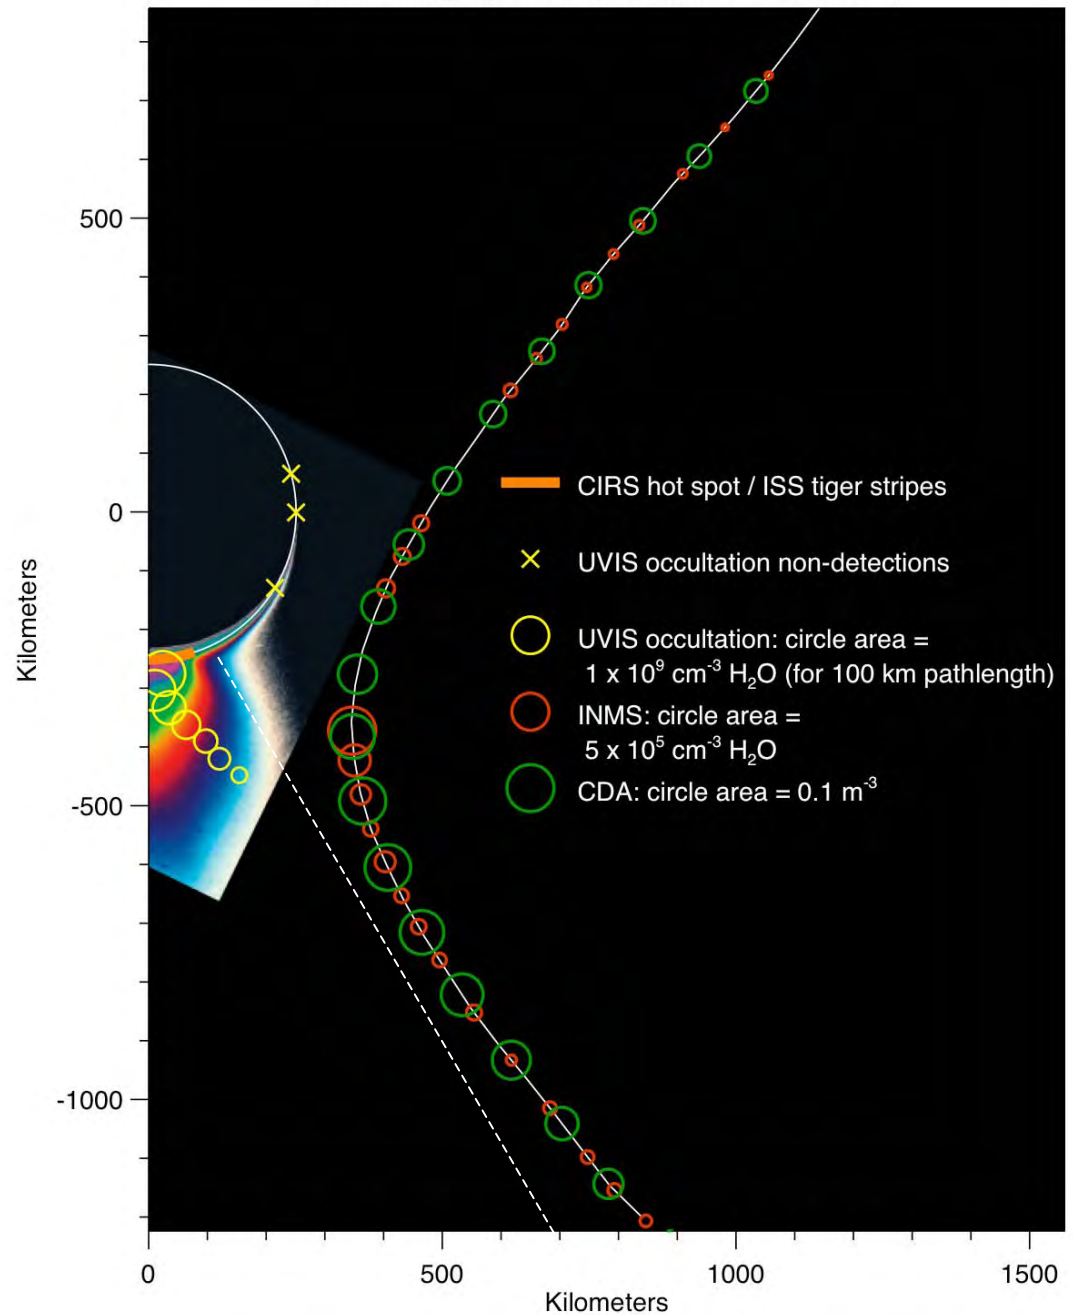 500
0
-500
-1000
Kilometers
CIRS hot spot / ISS tiger stripes
UVIS occultation non-detections
UVIS occultation: circle area =
1 x 10⁹ cm⁻³ H₂O (for 100 km pathlength)
INMS: circle area =
5 x 10⁵ cm⁻³ H₂O
CDA: circle area = 0.1 m⁻³
0
500
1000
1500
Kilometers